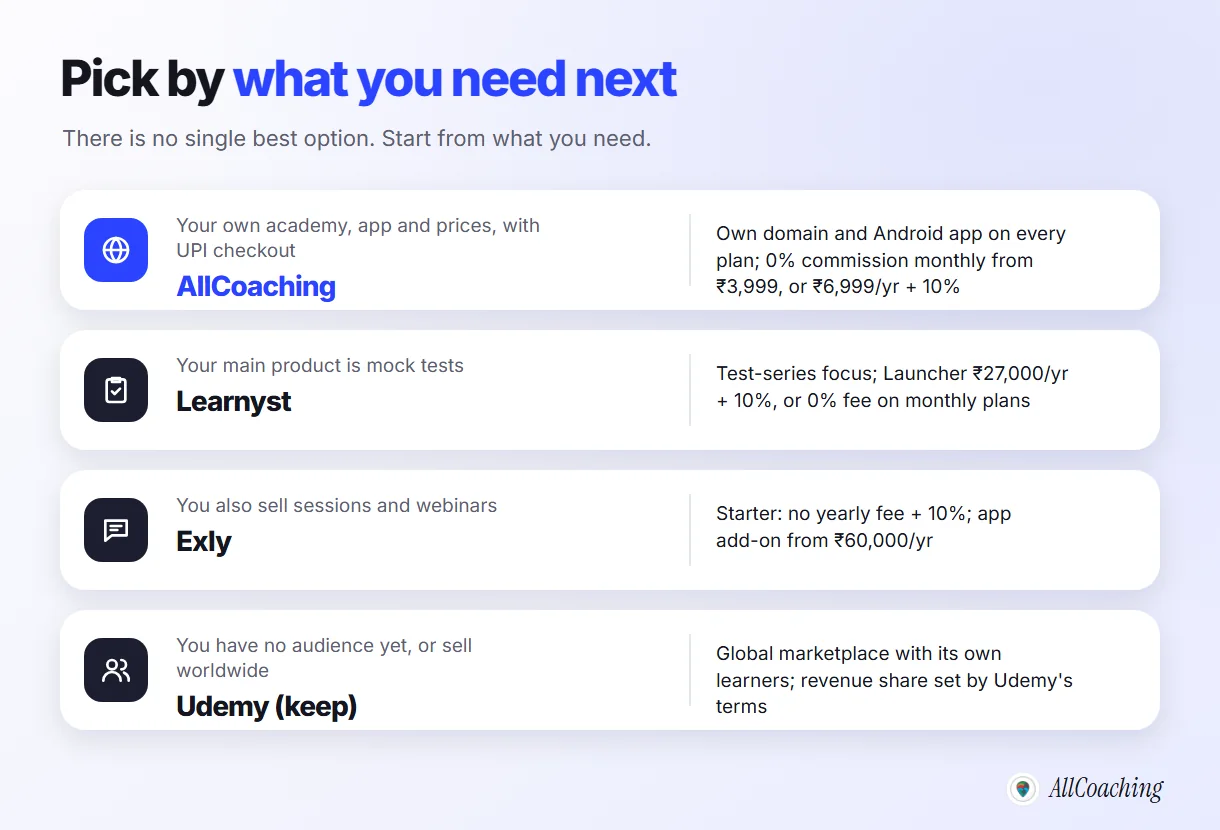 Pick by what you need next
There is no single best option. Start from what you need.
Your own academy, app and prices, with
UPI checkout
AllCoaching
Own domain and Android app on every
plan; 0% commission monthly from
₹3,999, or ₹6,999/yr + 10%
Your main product is mock tests
Learnyst
Test-series focus; Launcher ₹27,000/yr
+ 10%, or 0% fee on monthly plans
You also sell sessions and webinars
Exly
Starter: no yearly fee + 10%; app
add-on from ₹60,000/yr
You have no audience yet, or sell
worldwide
Udemy (keep)
Global marketplace with its own
learners; revenue share set by Udemy's
terms
AllCoaching